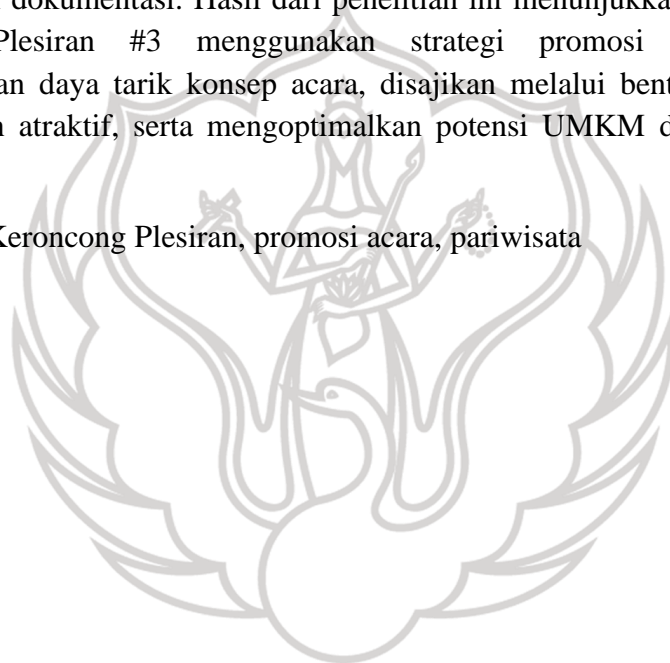 dokumentasi. Hasil dari penelitian ini menunjukka
Plesiran #3 menggunakan strategi promosi
an daya tarik konsep acara, disajikan melalui bent
atraktif, serta mengoptimalkan potensi UMKM d
Keroncong Plesiran, promosi acara, pariwisata